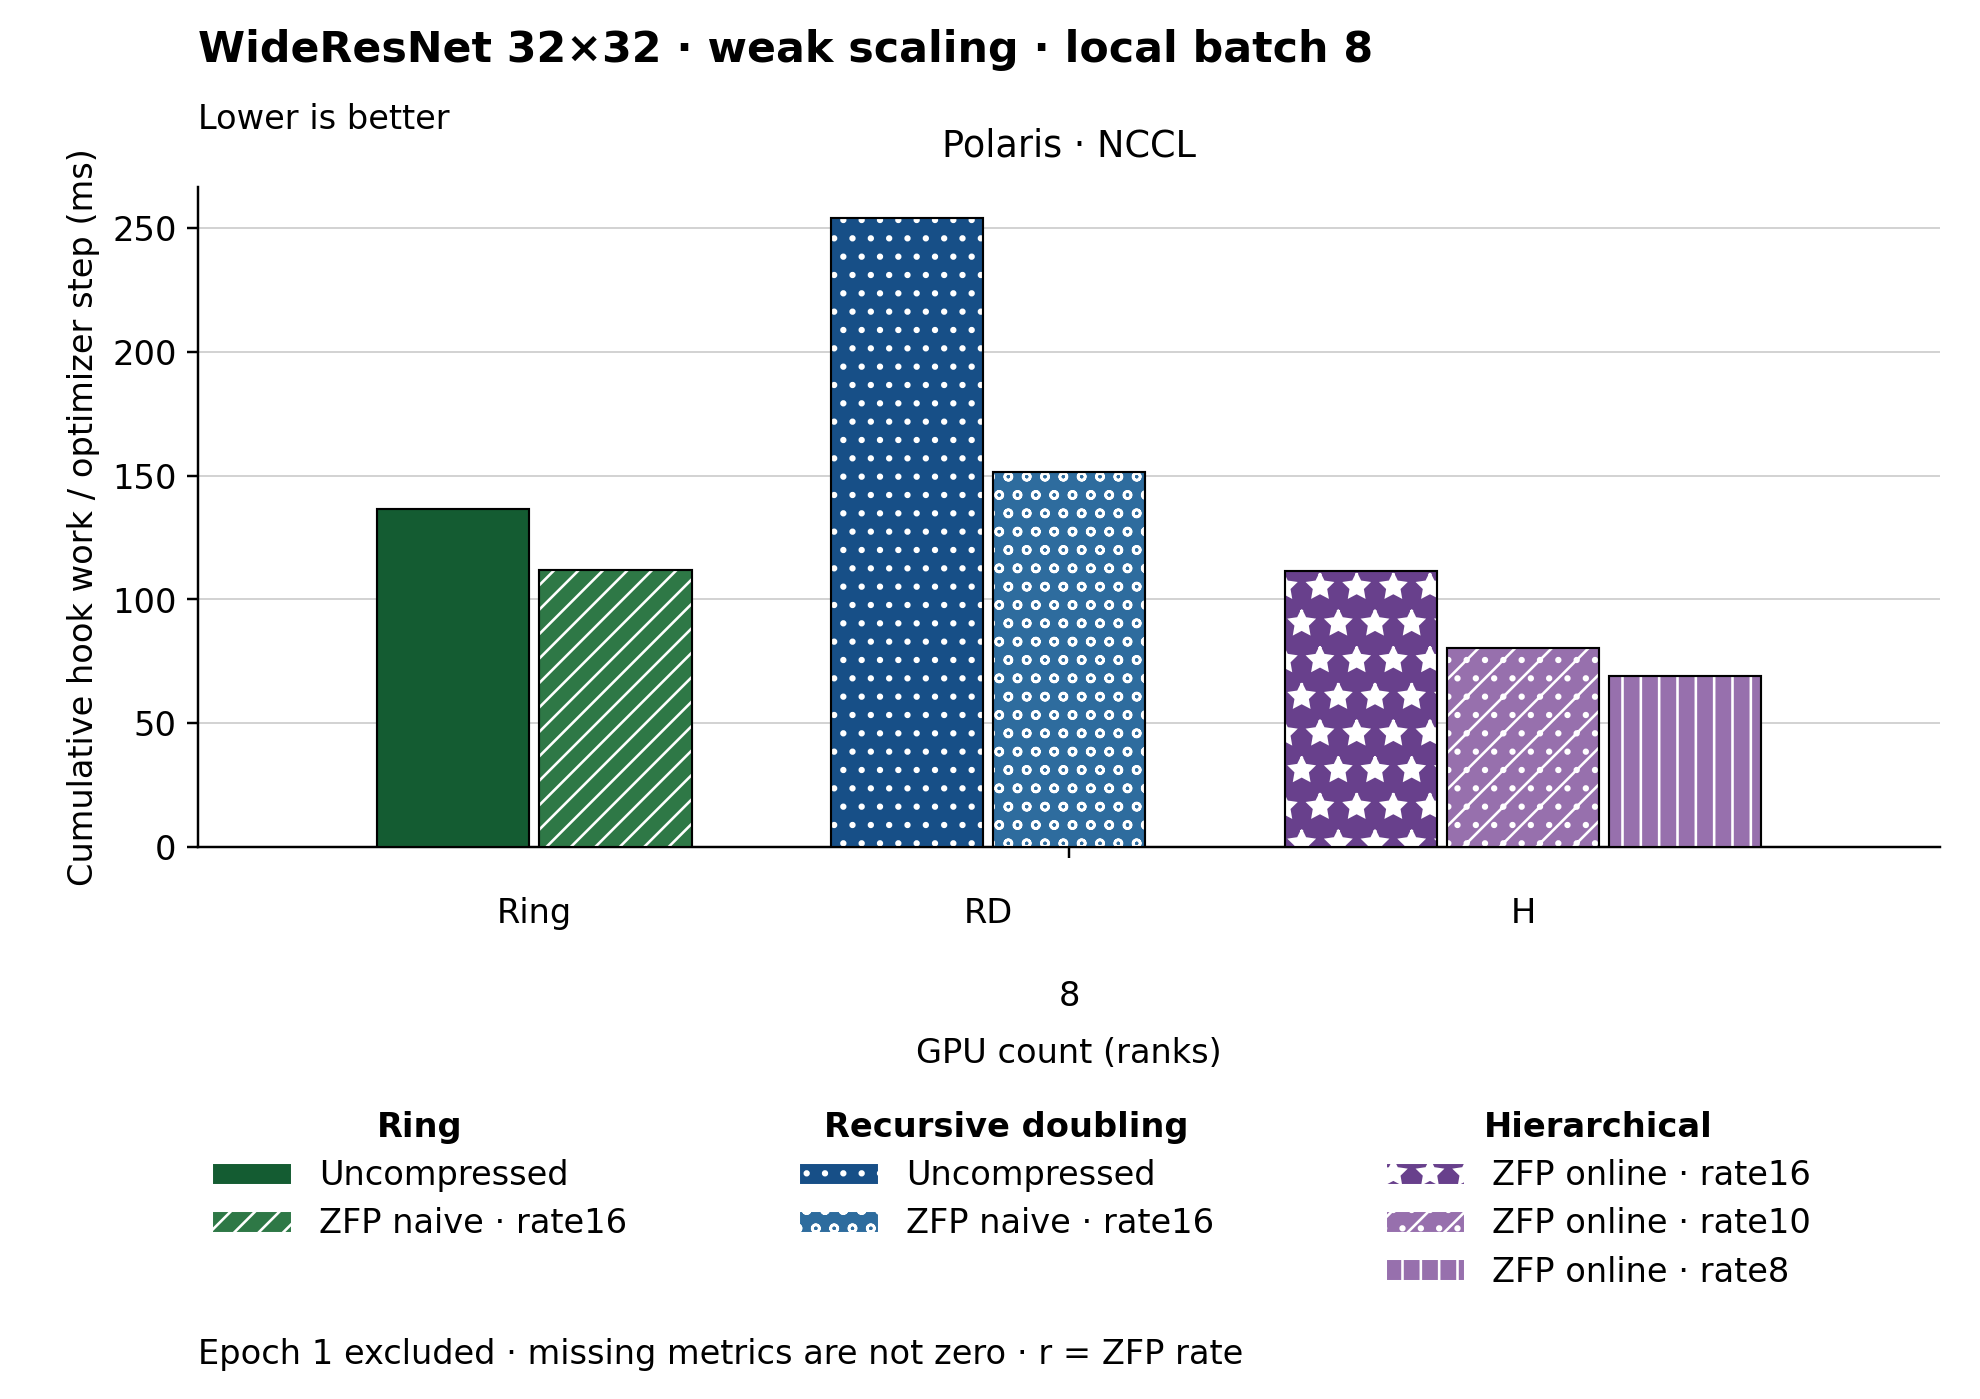 WideResNet 32×32 · weak scaling · local batch 8
Lower is better
Polaris · NCCL
Cumulative hook work / optimizer step (ms)
250
200
150
100
50
0
Ring RD H
8
GPU count (ranks)
Ring
Uncompressed
ZFP naive · rate16
Recursive doubling
Uncompressed
ZFP naive · rate16
Hierarchical
ZFP online · rate16
ZFP online · rate10
ZFP online · rate8
Epoch 1 excluded · missing metrics are not zero · r = ZFP rate